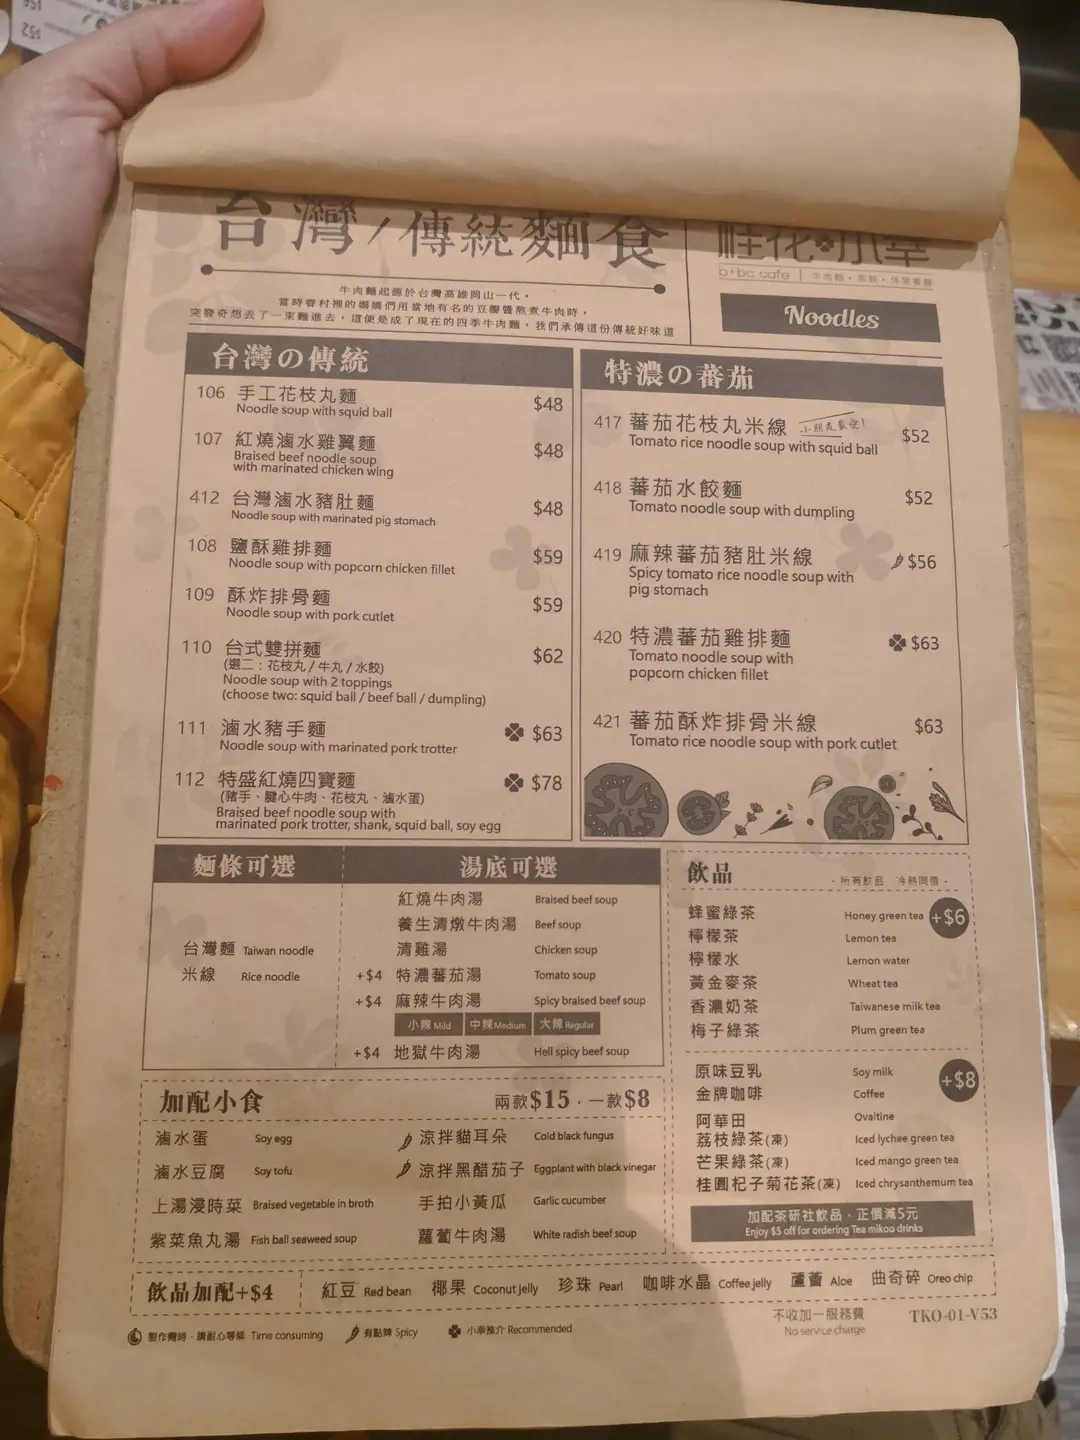 台灣/傳統麵食
牛肉麵起源於台灣高雄岡山一代，
當時眷村裡的媽媽們用當地有名的豆瓣醬熬煮牛肉時，
突發奇想丟了一束麵進去，這便是成了現在的四季牛肉麵，我們承傳這份傳統好味道
桂花小幸
b+bc cafe | 牛肉麵・茶飲・休閒餐廳
Noodles
台灣の傳統
106 手工花枝丸麵 $48
Noodle soup with squid ball
107 紅燒滷水雞翼麵 $48
Braised beef noodle soup
with marinated chicken wing
412 台灣滷水豬肚麵 $48
Noodle soup with marinated pig stomach
108 鹽酥雞排麵 $59
Noodle soup with popcorn chicken fillet
109 酥炸排骨麵 $59
Noodle soup with pork cutlet
110 台式雙拼麵 $62
(選二：花枝丸/牛丸/水餃)
Noodle soup with 2 toppings
(choose two: squid ball / beef ball / dumpling)
111 滷水豬手麵 $63
Noodle soup with marinated pork trotter
112 特盛紅燒四寶麵 $78
(豬手、腱心牛肉、花枝丸、滷水蛋)
Braised beef noodle soup with
marinated pork trotter, shank, squid ball, soy egg
特濃の蕃茄
417 蕃茄花枝丸米線 小朋友最愛! $52
Tomato rice noodle soup with squid ball
418 蕃茄水餃麵 $52
Tomato noodle soup with dumpling
419 麻辣蕃茄豬肚米線 $56
Spicy tomato rice noodle soup with
pig stomach
420 特濃蕃茄雞排麵 $63
Tomato noodle soup with
popcorn chicken fillet
421 蕃茄酥炸排骨米線 $63
Tomato rice noodle soup with pork cutlet
麵條可選
台灣麵 Taiwan noodle
米線 Rice noodle
湯底可選
紅燒牛肉湯 Braised beef soup
養生清燉牛肉湯 Beef soup
清雞湯 Chicken soup
+$4 特濃蕃茄湯 Tomato soup
+$4 麻辣牛肉湯 Spicy braised beef soup
小辣 Mild 中辣 Medium 大辣 Regular
+$4 地獄牛肉湯 Hell spicy beef soup
飲品
- 所有飲品 冷熱同價 -
蜂蜜綠茶 Honey green tea +$6
檸檬茶 Lemon tea
檸檬水 Lemon water
黃金麥茶 Wheat tea
香濃奶茶 Taiwanese milk tea
梅子綠茶 Plum green tea
原味豆乳 Soy milk +$8
金牌咖啡 Coffee
阿華田 Ovaltine
荔枝綠茶(凍) Iced lychee green tea
芒果綠茶(凍) Iced mango green tea
桂圓杞子菊花茶(凍) Iced chrysanthemum tea
加配茶研社飲品・正價減5元
Enjoy $5 off for ordering Tea mikoo drinks
加配小食 兩款$15・一款$8
滷水蛋 Soy egg
滷水豆腐 Soy tofu
上湯浸時菜 Braised vegetable in broth
紫菜魚丸湯 Fish ball seaweed soup
涼拌貓耳朵 Cold black fungus
涼拌黑醋茄子 Eggplant with black vinegar
手拍小黃瓜 Garlic cucumber
蘿蔔牛肉湯 White radish beef soup
飲品加配+$4 紅豆 Red bean 椰果 Coconut jelly 珍珠 Pearl 咖啡水晶 Coffee jelly 蘆薈 Aloe 曲奇碎 Oreo chip
製作需時・請耐心等候 Time consuming 有點辣 Spicy 小幸推介 Recommended
不收加一服務費
No service charge
TKO-01-V53